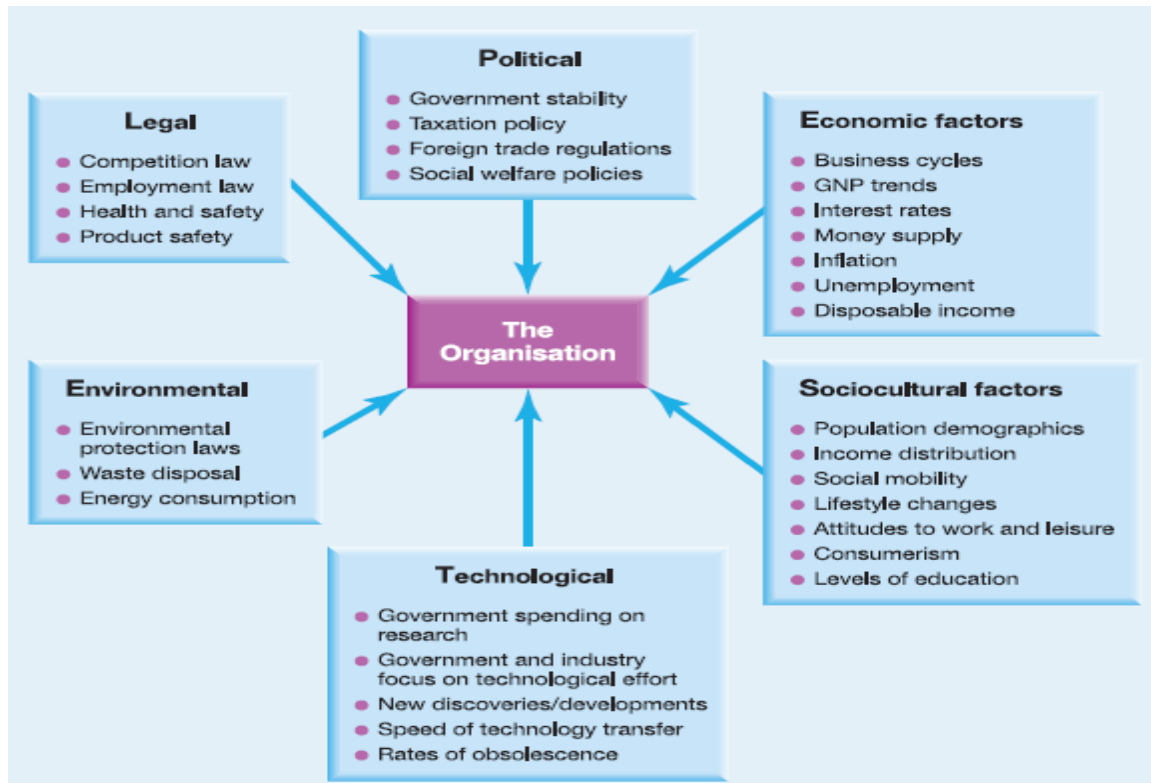 Political
• Government stability
• Taxation policy
• Foreign trade regulations
• Social welfare policies
Legal
• Competition law
• Employment law
• Health and safety
• Product safety
Economic factors
• Business cycles
• GNP trends
• Interest rates
• Money supply
• Inflation
• Unemployment
• Disposable income
The
Organisation
Environmental
• Environmental
protection laws
• Waste disposal
• Energy consumption
Sociocultural factors
• Population demographics
• Income distribution
• Social mobility
• Lifestyle changes
• Attitudes to work and leisure
• Consumerism
• Levels of education
Technological
• Government spending on
research
• Government and industry
focus on technological effort
• New discoveries/developments
• Speed of technology transfer
• Rates of obsolescence